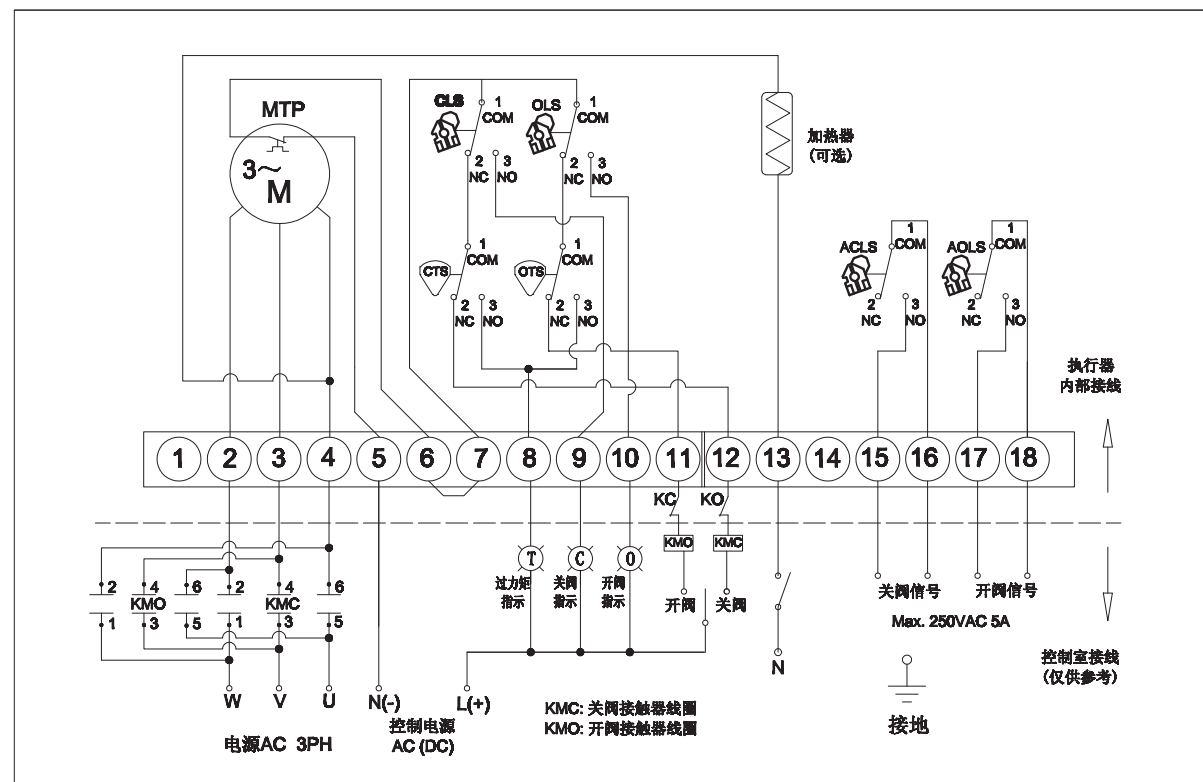 MTP
3～
M
CLS
1
COM
2
NC
3
NO
OLS
1
COM
2
NC
3
NO
加热器
(可选)
CTS
1
COM
2
NC
3
NO
OTS
1
COM
2
NC
3
NO
ACLS
1
COM
2
NC
3
NO
AOLS
1
COM
2
NC
3
NO
执行器
内部接线
1 2 3 4 5 6 7 8 9 10 11 12 13 14 15 16 17 18
KC
KO
KMO
KMC
T
C
O
过力矩
指示
关阀
指示
开阀
指示
开阀
关阀
2 4 6 2 4 6
KMO
KMC
1 3 5 1 3 5
关阀信号
开阀信号
Max. 250VAC 5A
控制室接线
(仅供参考)
N
W V U N(-) L(+)
电源AC 3PH
控制电源
AC (DC)
KMC: 关阀接触器线圈
KMO: 开阀接触器线圈
接地